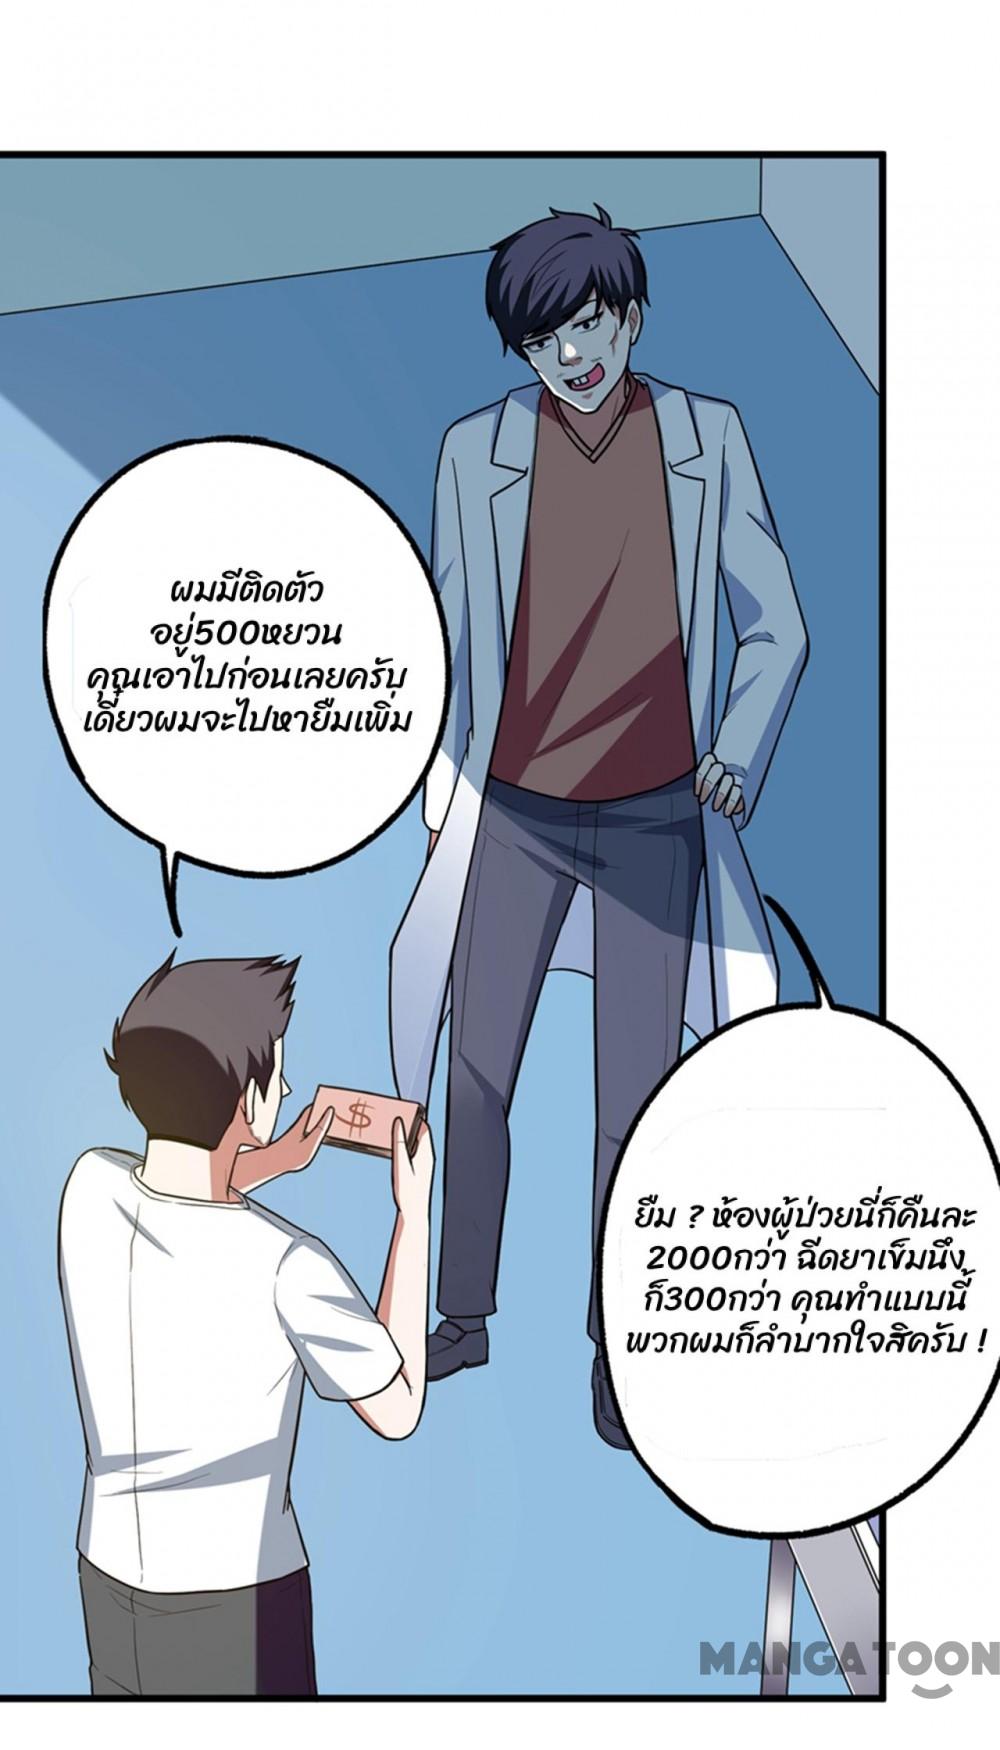 ผมมีติดตัว
อยู่500หยวน
คุณเอาไปก่อนเลยครับ
เดี๋ยวผมจะไปหายืมเพิ่ม
$
ยืม ? ห้องผู้ป่วยนี่ก็คืนละ
2000กว่า ฉีดยาเข็มนึง
ก็300กว่า คุณทำแบบนี้
พวกผมก็ลำบากใจสิครับ !
MANGATOON